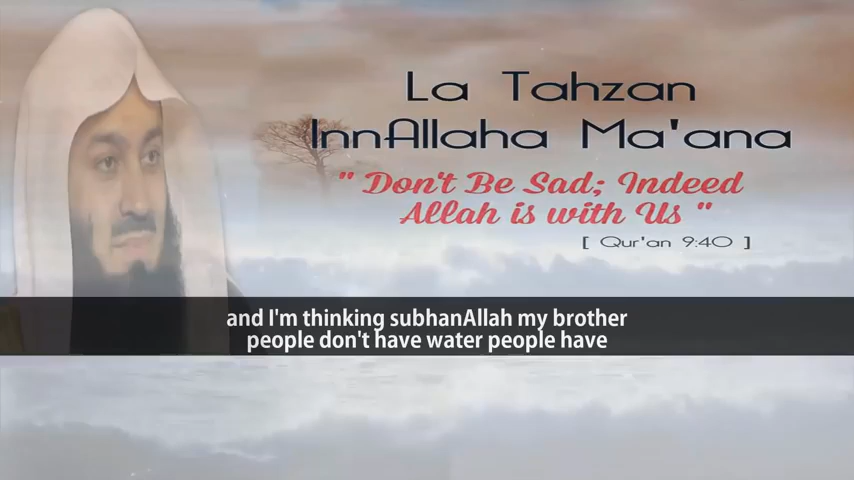 La Tahzan
InnAllaha Ma'ana
" Don't Be Sad; Indeed
Allah is with Us "
[ Qur'an 9:40 ]
and I'm thinking subhanAllah my brother
people don't have water people have